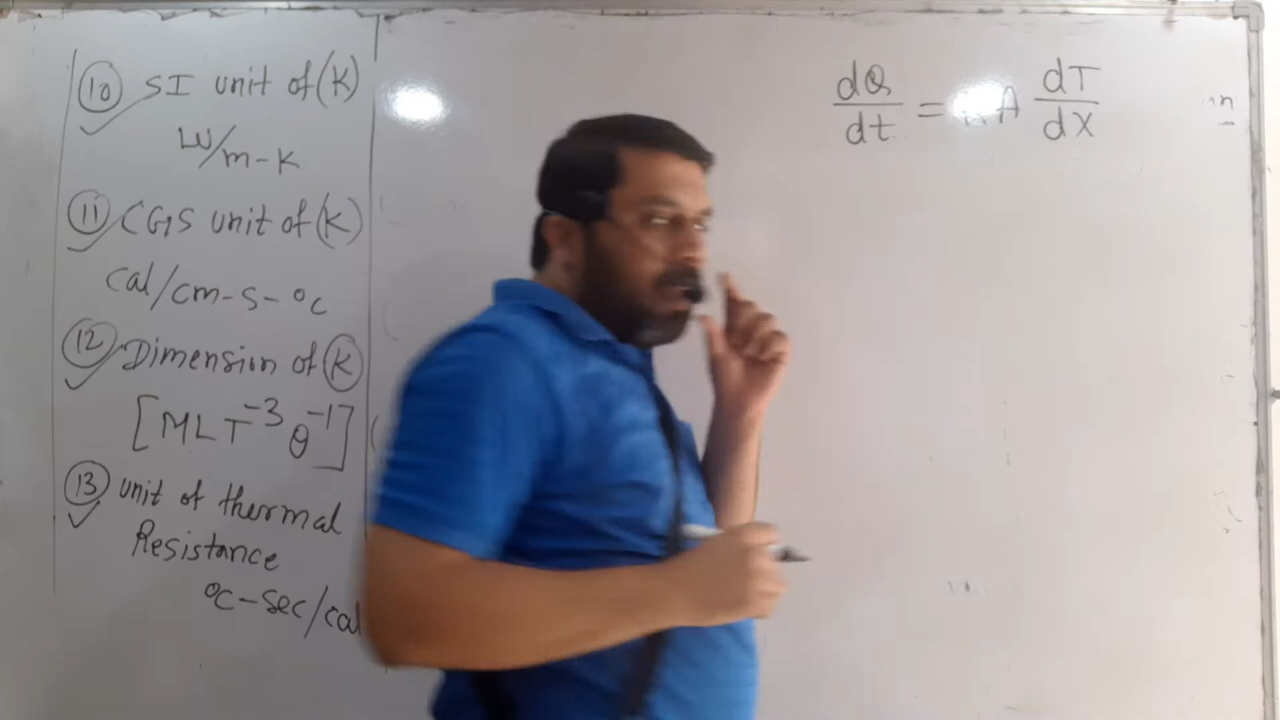 10 SI unit of (K)
W/m-K
11 CGS unit of (K)
Cal/cm-s-°c
12 Dimension of K
[MLT⁻³θ⁻¹]
13 unit of thermal
Resistance
°c-sec/cal
dQ/dt = A dT/dX